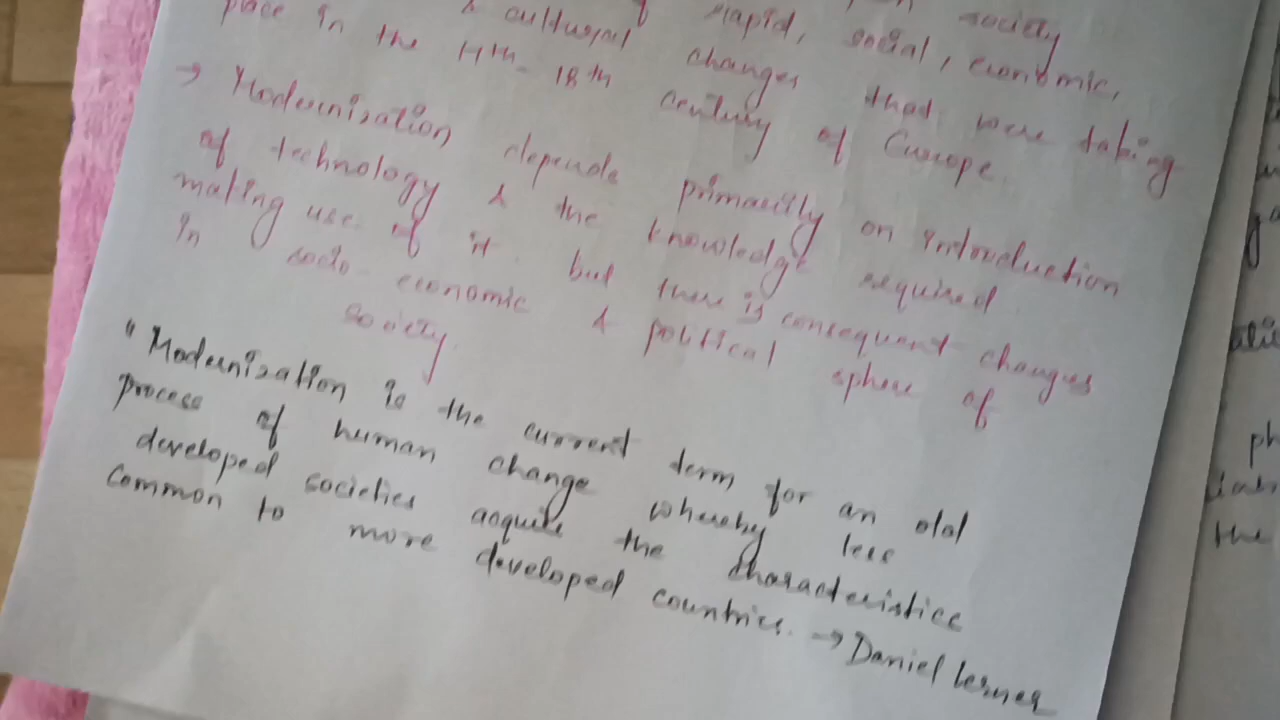 society
& cultural rapid, social, economic,
place in the 17th- 18th changes that were taking
century of Europe.
→ Modernization depends primarily on introduction
of technology & the knowledge required
making use of it but there is consequent changes
in socio-economic & political sphere of
society.
" Modernization is the current term for an old
process of human change whereby less
developed societies acquire the characteristics
common to more developed countries. → Daniel Lerner
ph
the